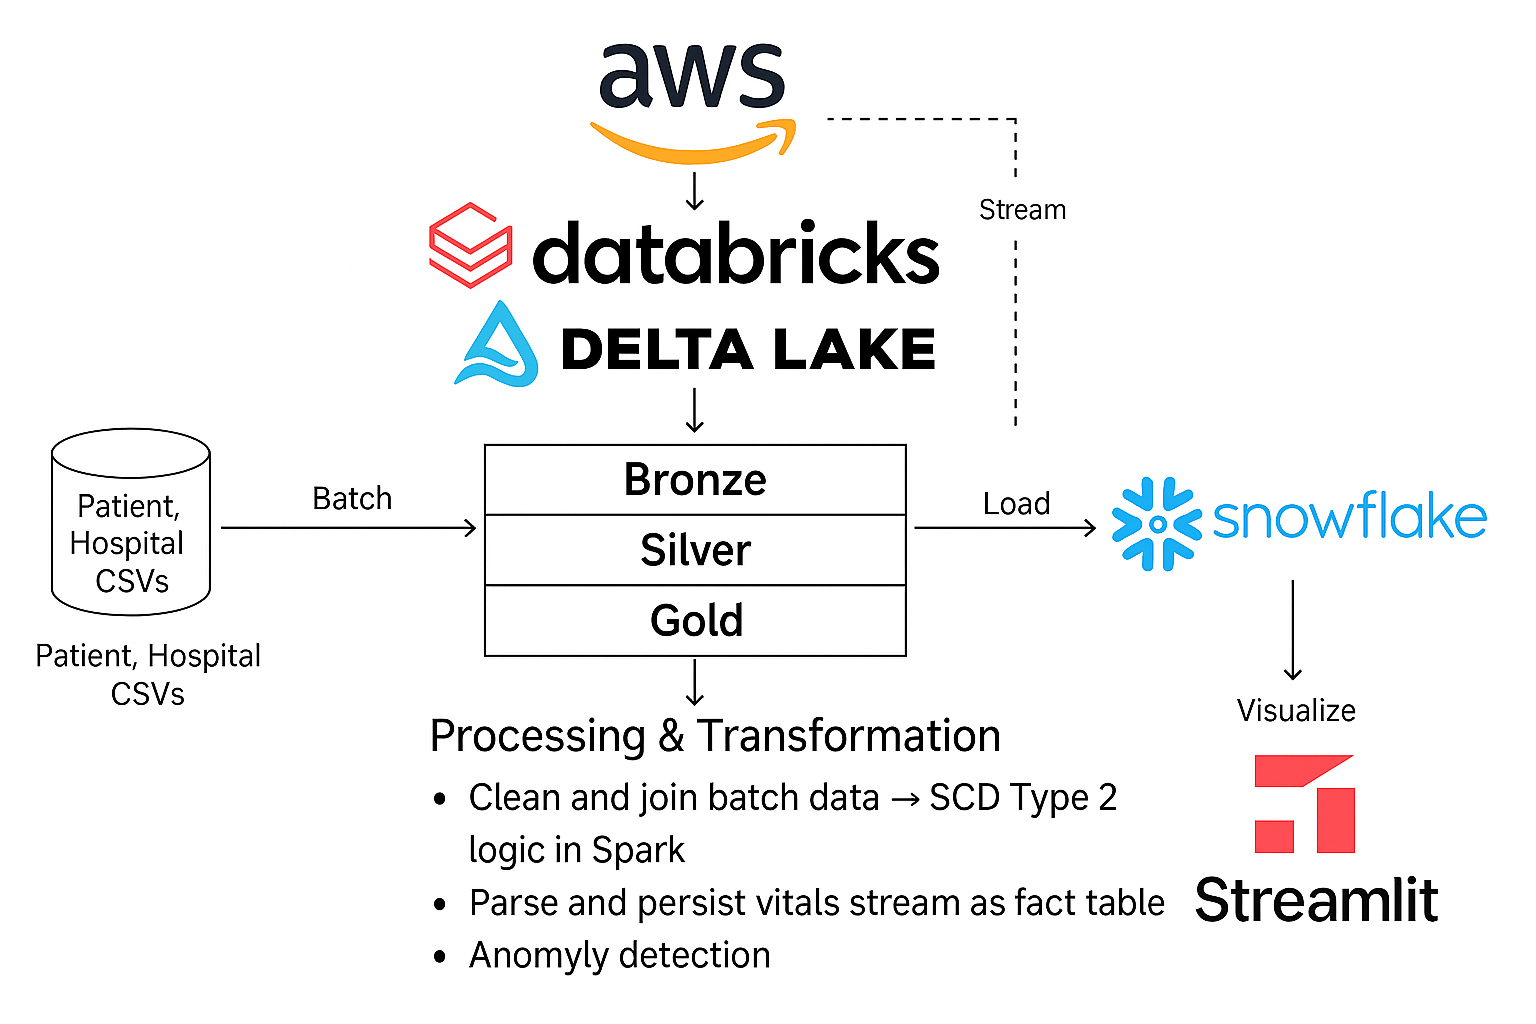 aws
Stream
databricks
DELTA LAKE
Patient,
Hospital
CSVs
Patient, Hospital
CSVs
Batch
Bronze
Silver
Gold
Load
snowflake
Visualize
Streamlit
Processing & Transformation
• Clean and join batch data → SCD Type 2
logic in Spark
• Parse and persist vitals stream as fact table
• Anomyly detection